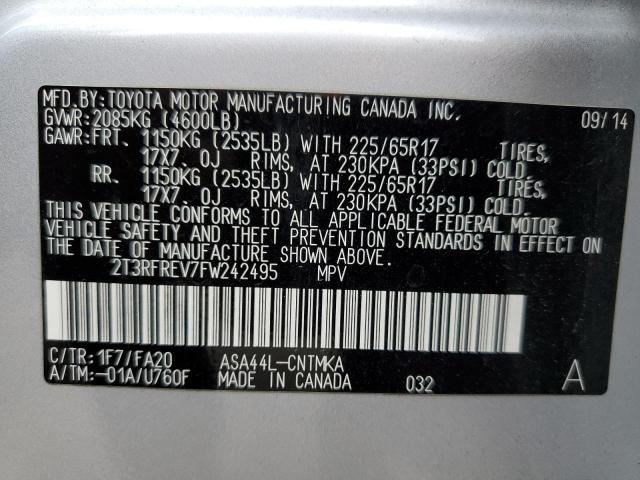 MFD.BY:TOYOTA MOTOR MANUFACTURING CANADA INC.
GVWR:2085KG (4600LB) 09/14
GAWR:FRT. 1150KG (2535LB) WITH 225/65R17 TIRES,
17X7.0J RIMS, AT 230KPA (33PSI) COLD.
RR. 1150KG (2535LB) WITH 225/65R17 TIRES,
17X7.0J RIMS, AT 230KPA (33PSI) COLD.
THIS VEHICLE CONFORMS TO ALL APPLICABLE FEDERAL MOTOR
VEHICLE SAFETY AND THEFT PREVENTION STANDARDS IN EFFECT ON
THE DATE OF MANUFACTURE SHOWN ABOVE.
2T3RFREV7FW242495 MPV
C/TR:1F7/FA20 ASA44L-CNTMKA
A/TM:-01A/U760F MADE IN CANADA 032 A